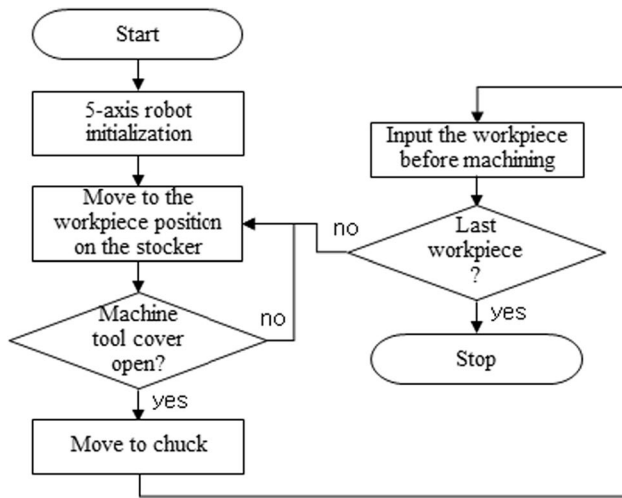 Start
5-axis robot
initialization
Move to the
workpiece position
on the stocker
Machine
tool cover
open?
no
yes
Move to chuck
Input the workpiece
before machining
Last
workpiece
?
no
yes
Stop